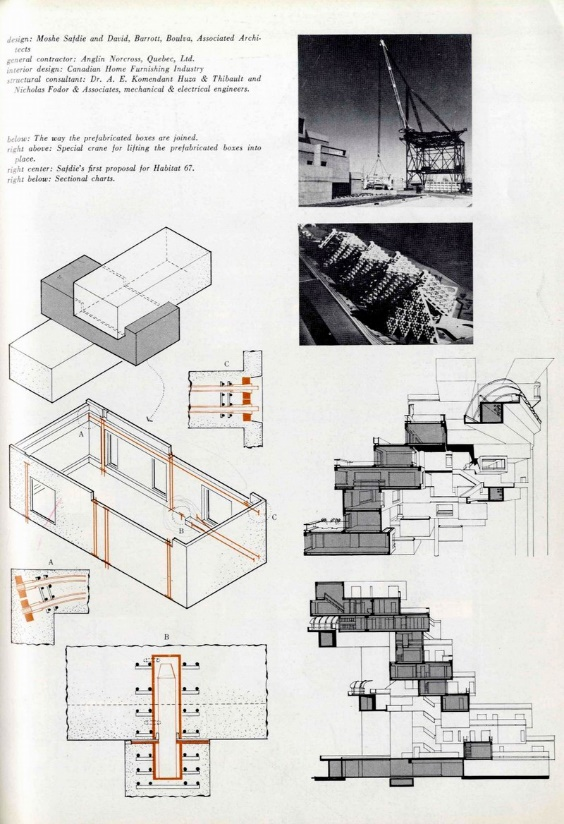 design: Moshe Safdie and David, Barrott, Boulva, Associated Archi-
tects
general contractor: Anglin Norcross, Quebec, Ltd.
interior design: Canadian Home Furnishing Industry
structural consultant: Dr. A. E. Komendant Huza & Thibault and
Nicholas Fodor & Associates, mechanical & electrical engineers.
below: The way the prefabricated boxes are joined.
right above: Special crane for lifting the prefabricated boxes into
place.
right center: Safdie's first proposal for Habitat 67.
right below: Sectional charts.
C
A
B
C
A
B